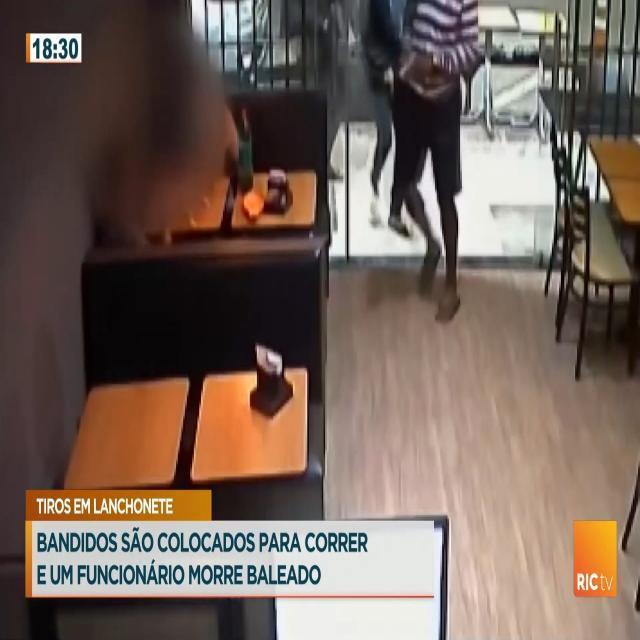 18:30
TIROS EM LANCHONETE
BANDIDOS SÃO COLOCADOS PARA CORRER
E UM FUNCIONÁRIO MORRE BALEADO
RIC tv